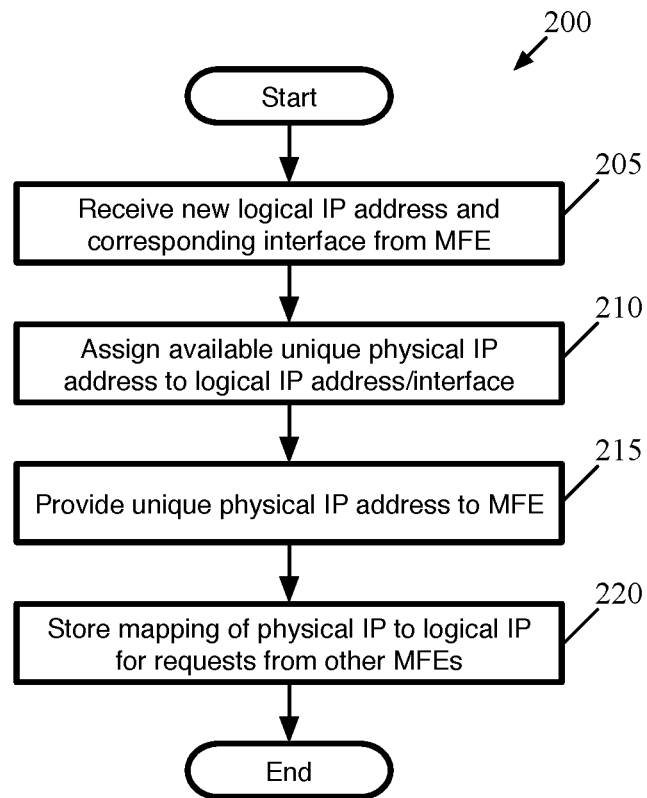 200
Start
205
Receive new logical IP address and
corresponding interface from MFE
210
Assign available unique physical IP
address to logical IP address/interface
215
Provide unique physical IP address to MFE
220
Store mapping of physical IP to logical IP
for requests from other MFEs
End